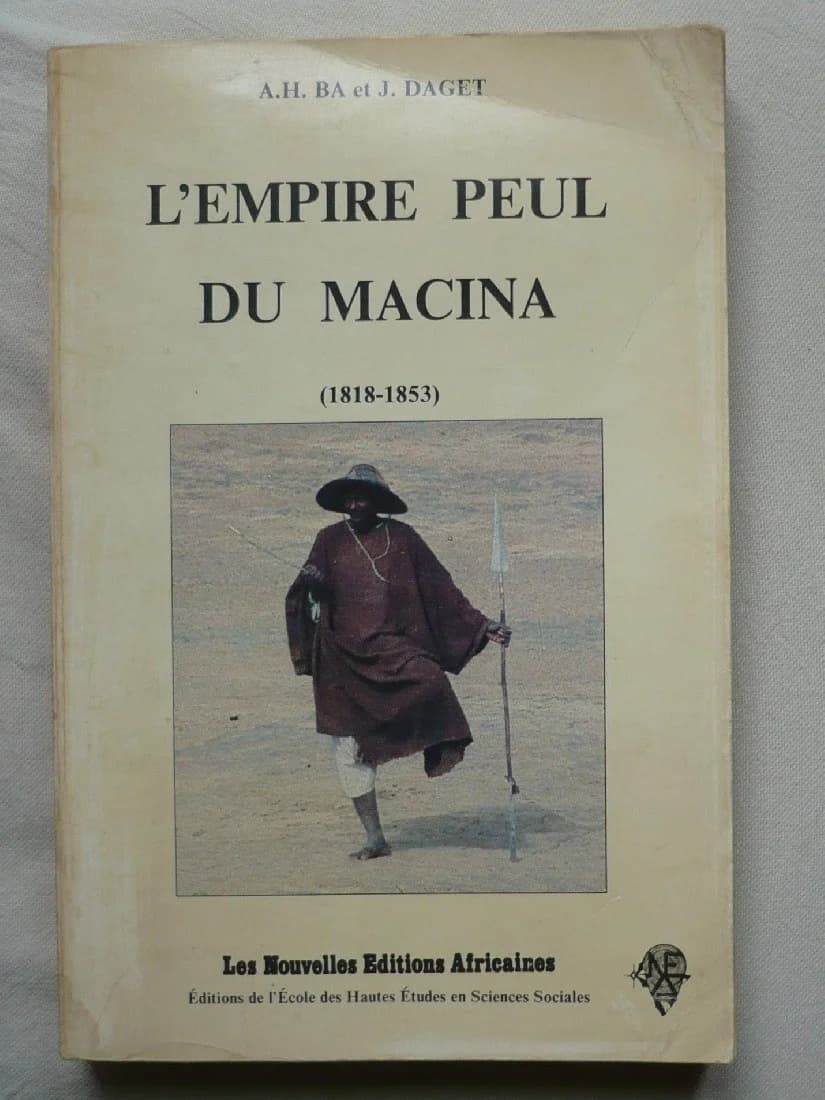 A.H. BA et J. DAGET
L'EMPIRE PEUL
DU MACINA
(1818-1853)
Les Nouvelles Editions Africaines
Éditions de l'École des Hautes Études en Sciences Sociales
NEA